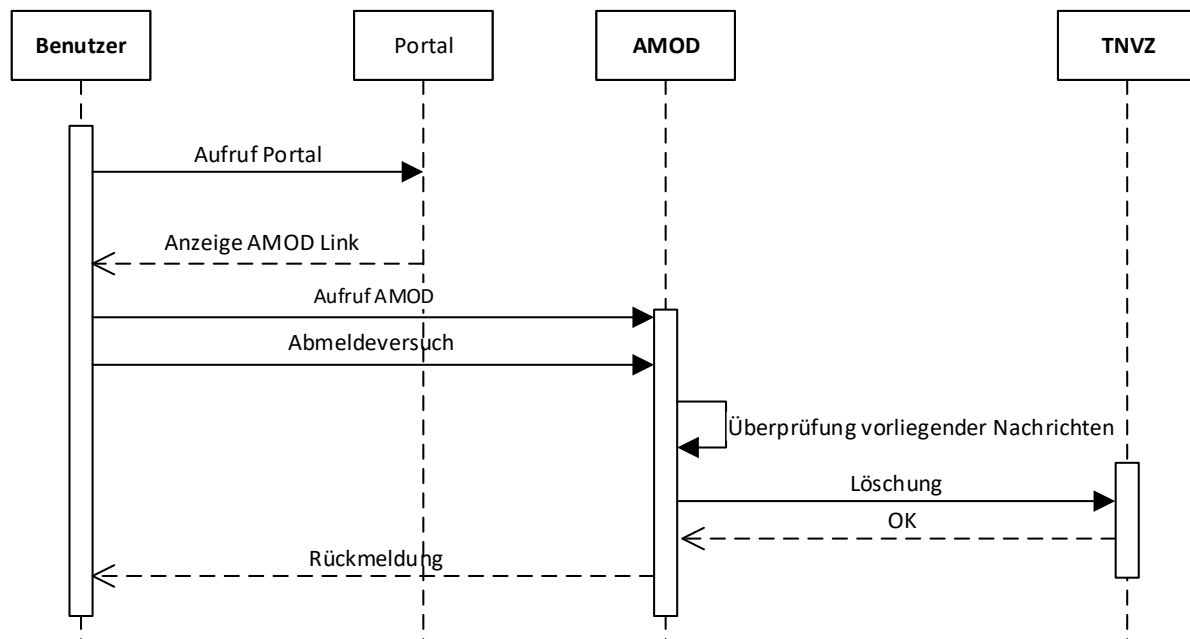 Benutzer
Portal
AMOD
TNVZ
Aufruf Portal
Anzeige AMOD Link
Aufruf AMOD
Abmeldeversuch
Überprüfung vorliegender Nachrichten
Löschung
OK
Rückmeldung